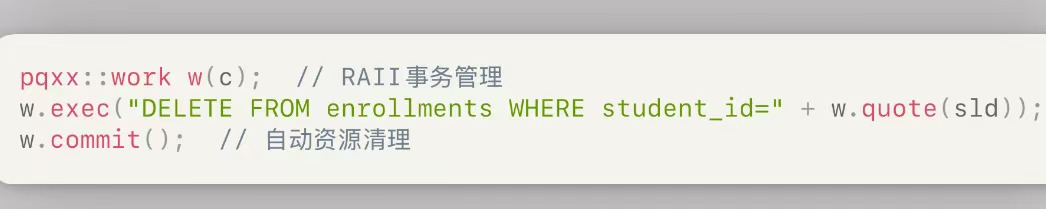 pqxx::work w(c);  // RAII事务管理
w.exec("DELETE FROM enrollments WHERE student_id=" + w.quote(sld));
w.commit();  // 自动资源清理